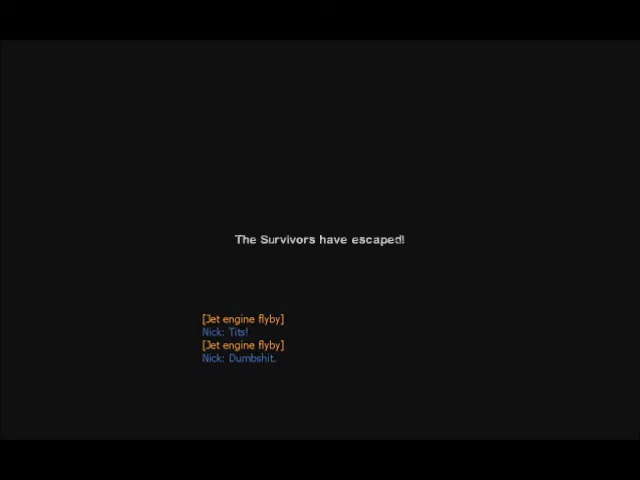 The Survivors have escaped!
[Jet engine flyby]
Nick: Tits!
[Jet engine flyby]
Nick: Dumbshit.